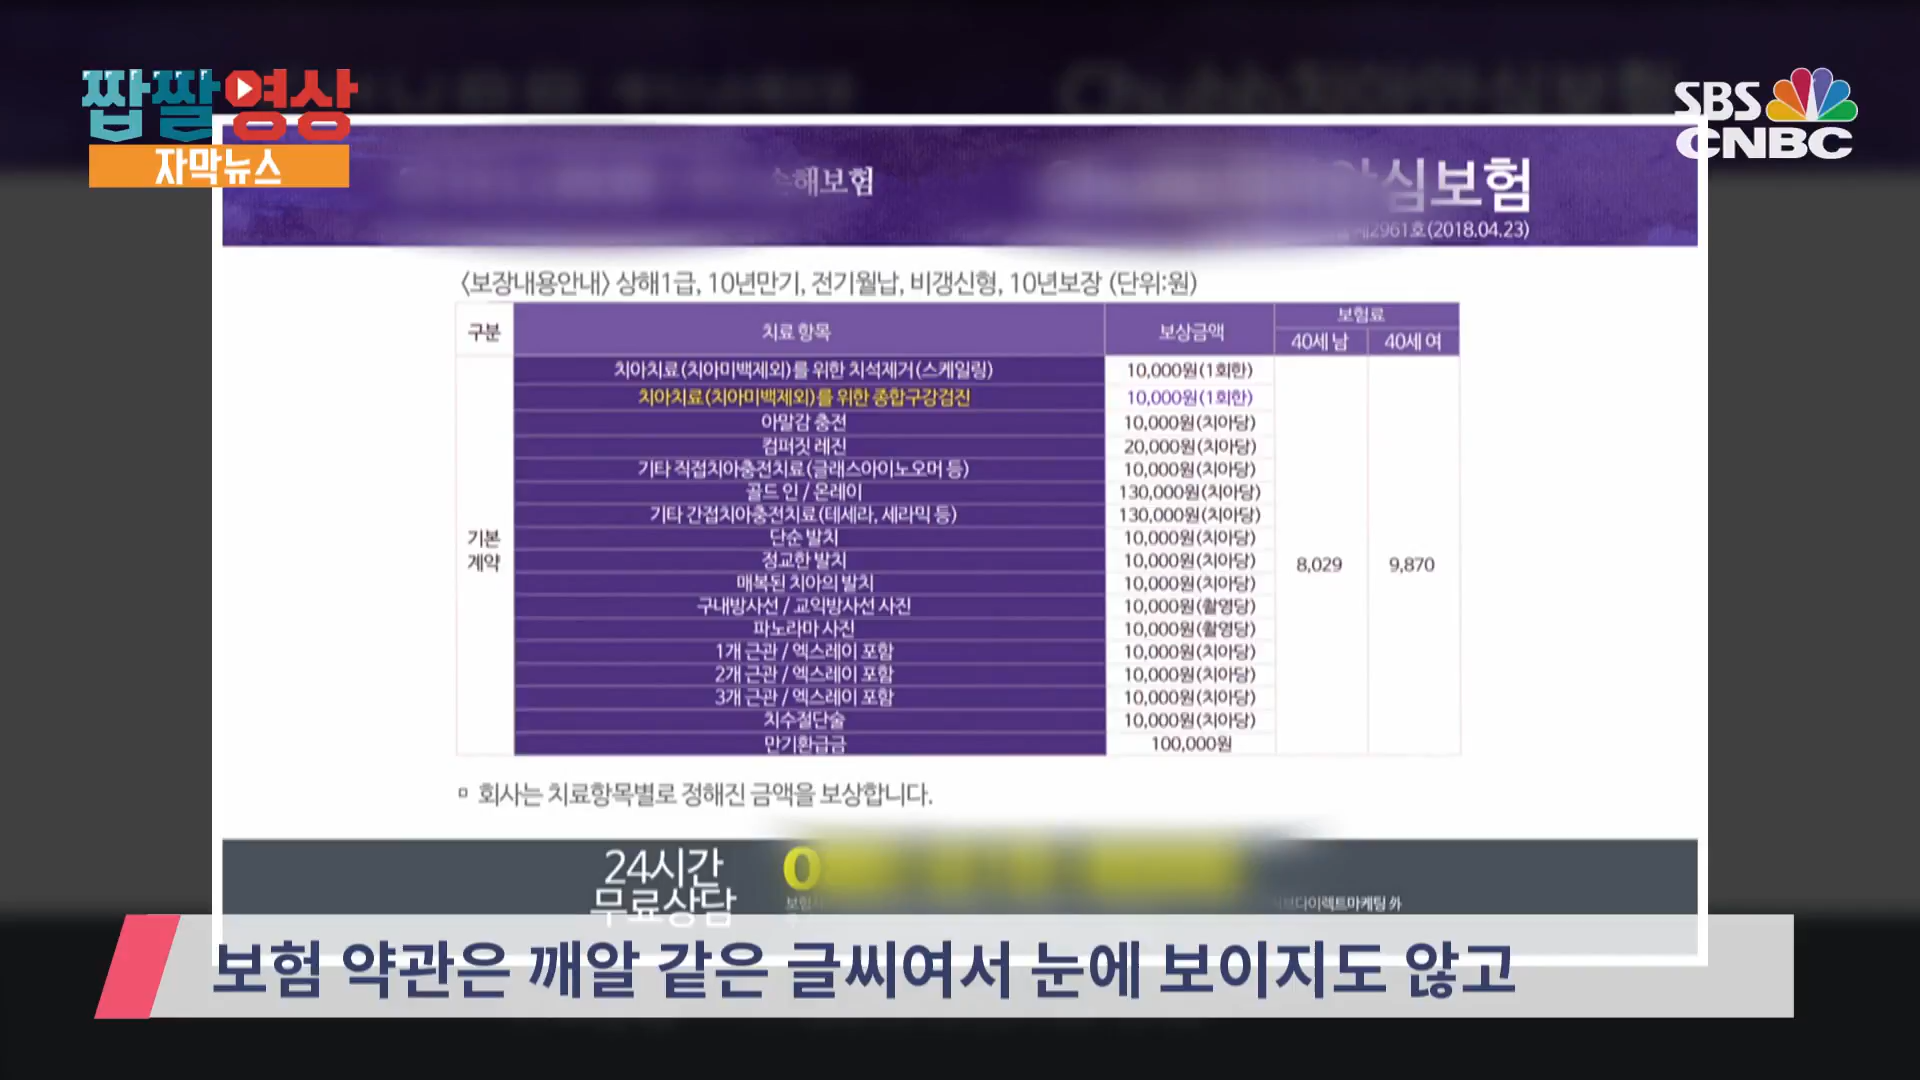 짭짤영상
자막뉴스
SBS
CNBC
손해보험
안심보험
2961호(2018.04.23)
<보장내용안내> 상해1급, 10년만기, 전기월납, 비갱신형, 10년보장 (단위:원)
구분 치료 항목 보상금액 보험료
40세 남 40세 여
치아치료(치아미백제외)를 위한 치석제거(스케일링) 10,000원(1회한)
치아치료(치아미백제외)를 위한 종합구강검진 10,000원(1회한)
아말감 충전 10,000원(치아당)
컴퍼짓 레진 20,000원(치아당)
기타 직접치아충전치료(글래스아이노오머 등) 10,000원(치아당)
골드 인 / 온레이 130,000원(치아당)
기타 간접치아충전치료(테세라, 세라믹 등) 130,000원(치아당)
단순 발치 10,000원(치아당)
기본
계약
정교한 발치 10,000원(치아당) 8,029 9,870
매복된 치아의 발치 10,000원(치아당)
구내방사선 / 교익방사선 사진 10,000원(촬영당)
파노라마 사진 10,000원(촬영당)
1개 근관 / 엑스레이 포함 10,000원(치아당)
2개 근관 / 엑스레이 포함 10,000원(치아당)
3개 근관 / 엑스레이 포함 10,000원(치아당)
치수절단술 10,000원(치아당)
만기환급금 100,000원
▫ 회사는 치료항목별로 정해진 금액을 보상합니다.
24시간
무료상담
0
다이렉트마케팅 外
보험 약관은 깨알 같은 글씨여서 눈에 보이지도 않고